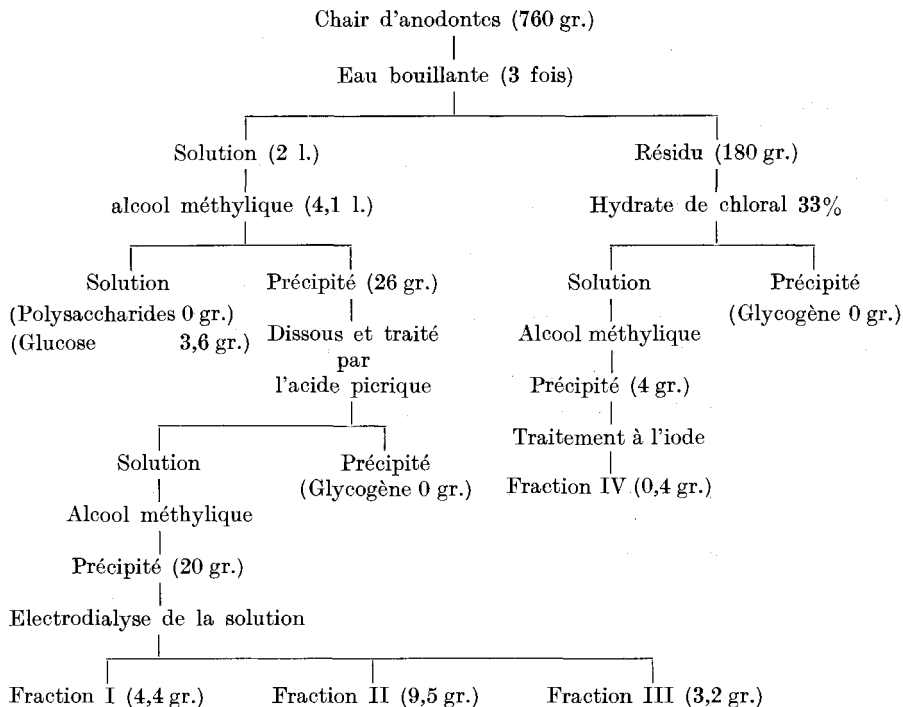 Chair d'anodontes (760 gr.)
Eau bouillante (3 fois)
Solution (2 l.)
Résidu (180 gr.)
alcool méthylique (4,1 l.)
Hydrate de chloral 33%
Solution
(Polysaccharides 0 gr.)
(Glucose 3,6 gr.)
Précipité (26 gr.)
Dissous et traité
par
l'acide picrique
Solution
Alcool méthylique
Précipité (4 gr.)
Traitement à l'iode
Fraction IV (0,4 gr.)
Précipité
(Glycogène 0 gr.)
Solution
Alcool méthylique
Précipité (20 gr.)
Electrodialyse de la solution
Précipité
(Glycogène 0 gr.)
Fraction I (4,4 gr.)
Fraction II (9,5 gr.)
Fraction III (3,2 gr.)